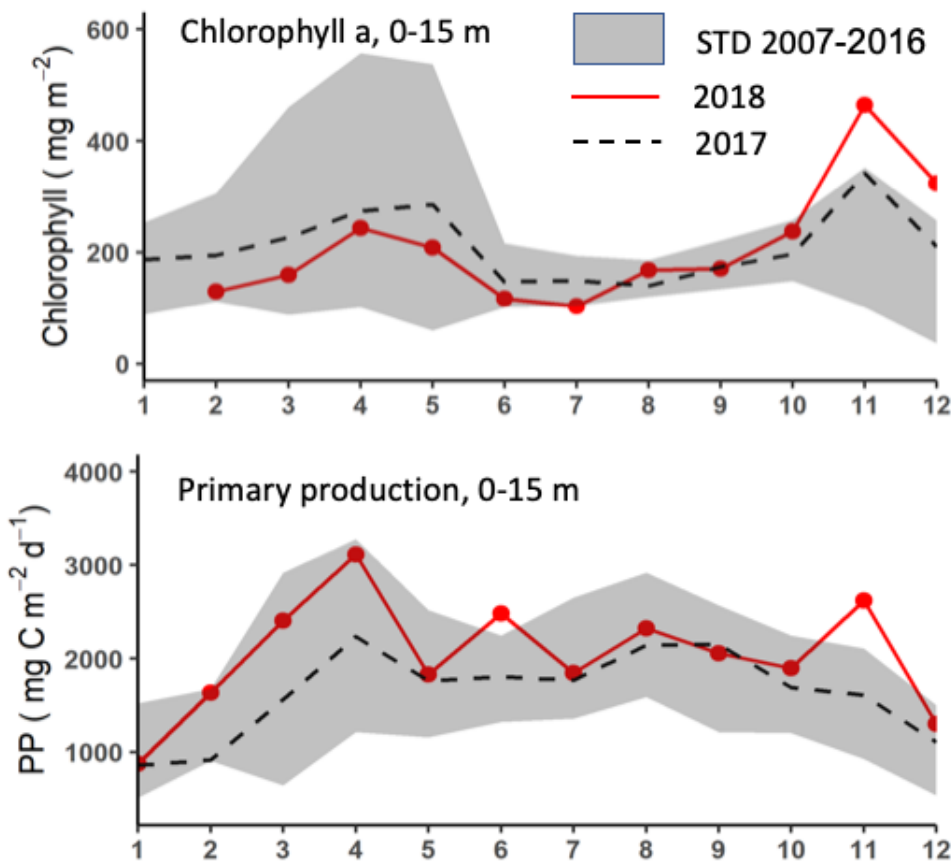 Chlorophyll a, 0-15 m
STD 2007-2016
2018
2017
Chlorophyll ( mg m⁻²)
600
400
200
0
1 2 3 4 5 6 7 8 9 10 11 12
Primary production, 0-15 m
PP ( mg C m⁻² d⁻¹)
4000
3000
2000
1000
1 2 3 4 5 6 7 8 9 10 11 12